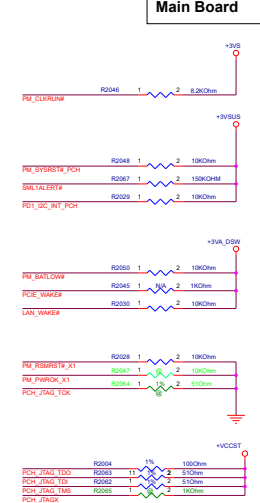 Main Board
+3VS
R2046 1 2 8.2KOhm
PM_CLKRUN#
+3VSUS
R2048 1 2 10KOhm
PM_SYSRST#_PCH
R2067 1 2 150KOHM
SML1ALERT#
R2029 1 2 10KOhm
PD1_I2C_INT_PCH
+3VA_DSW
R2050 1 2 10KOhm
PM_BATLOW#
R2045 1 N/A 2 1KOhm
PCIE_WAKE#
R2030 1 2 10KOhm
LAN_WAKE#
R2028 1 2 10KOhm
PM_RSMRST#_X1
R2047 1 @ 2 10KOhm
PM_PWROK_X1
R2064 1 1% 2 51Ohm
@
PCH_JTAG_TCK
+VCCST
R2004 1% 100Ohm
PCH_JTAG_TDO R2063 11 2 51Ohm
PCH_JTAG_TDI R2062 1 2 51Ohm
PCH_JTAG_TMS R2065 1 @ 2 1KOhm
PCH_JTAGX